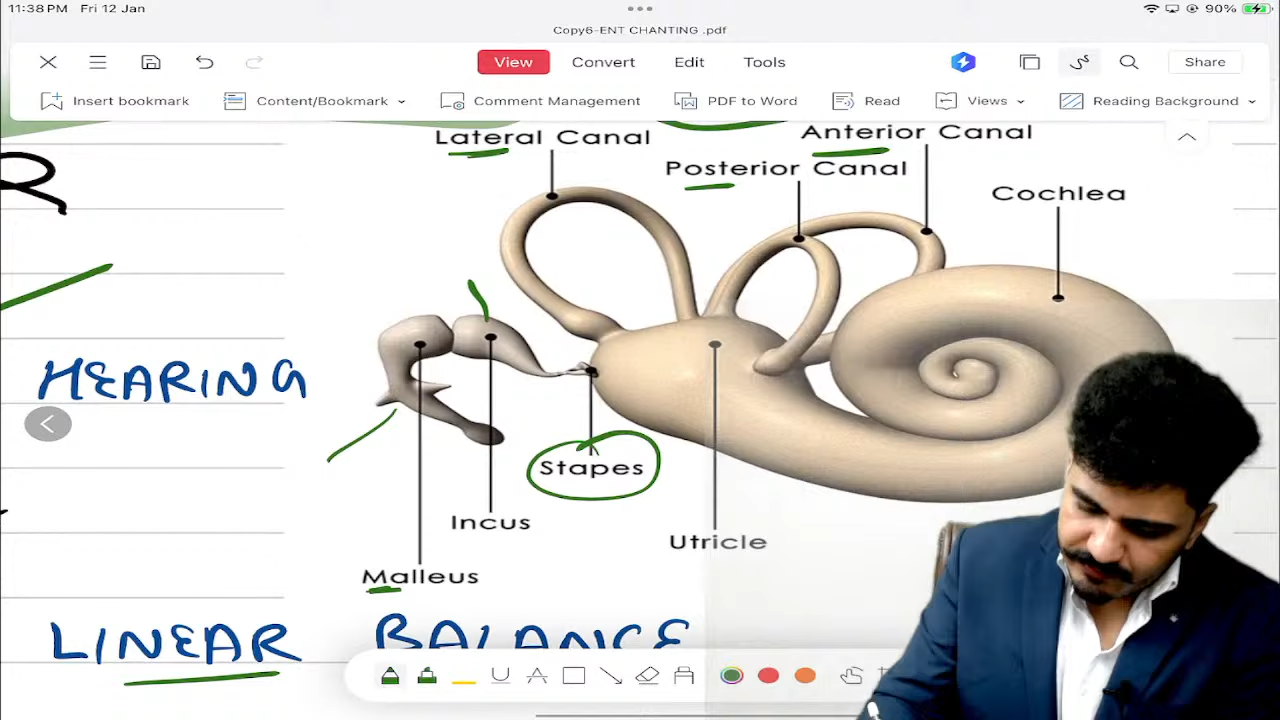 11:38 PM Fri 12 Jan
90%
Copy6-ENT CHANTING .pdf
View Convert Edit Tools Share
Insert bookmark Content/Bookmark Comment Management PDF to Word Read Views Reading Background
Lateral Canal
Anterior Canal
Posterior Canal
Cochlea
HEARING
Stapes
Incus
Utricle
Malleus
LINEAR BALANCE